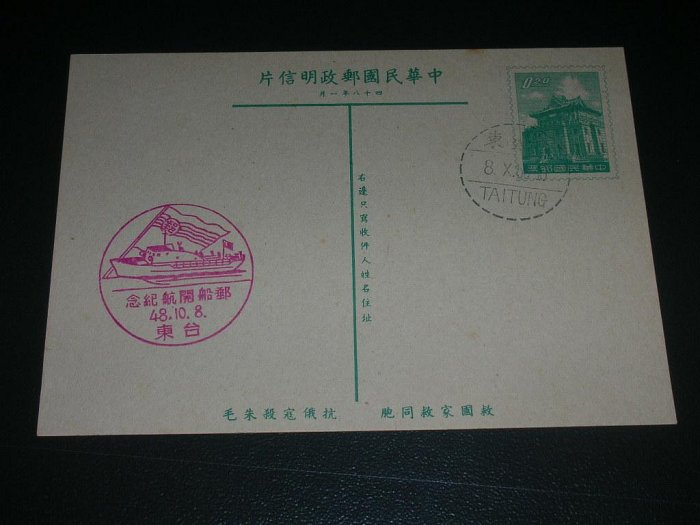 中華民國郵政明信片
四十八年一月
0.20
中華民國郵票
東
8.X.
TAITUNG
右邊只寫收件人姓名住址
郵船開航紀念
48.10.8.
台東
救國家救同胞 抗俄寇殺朱毛